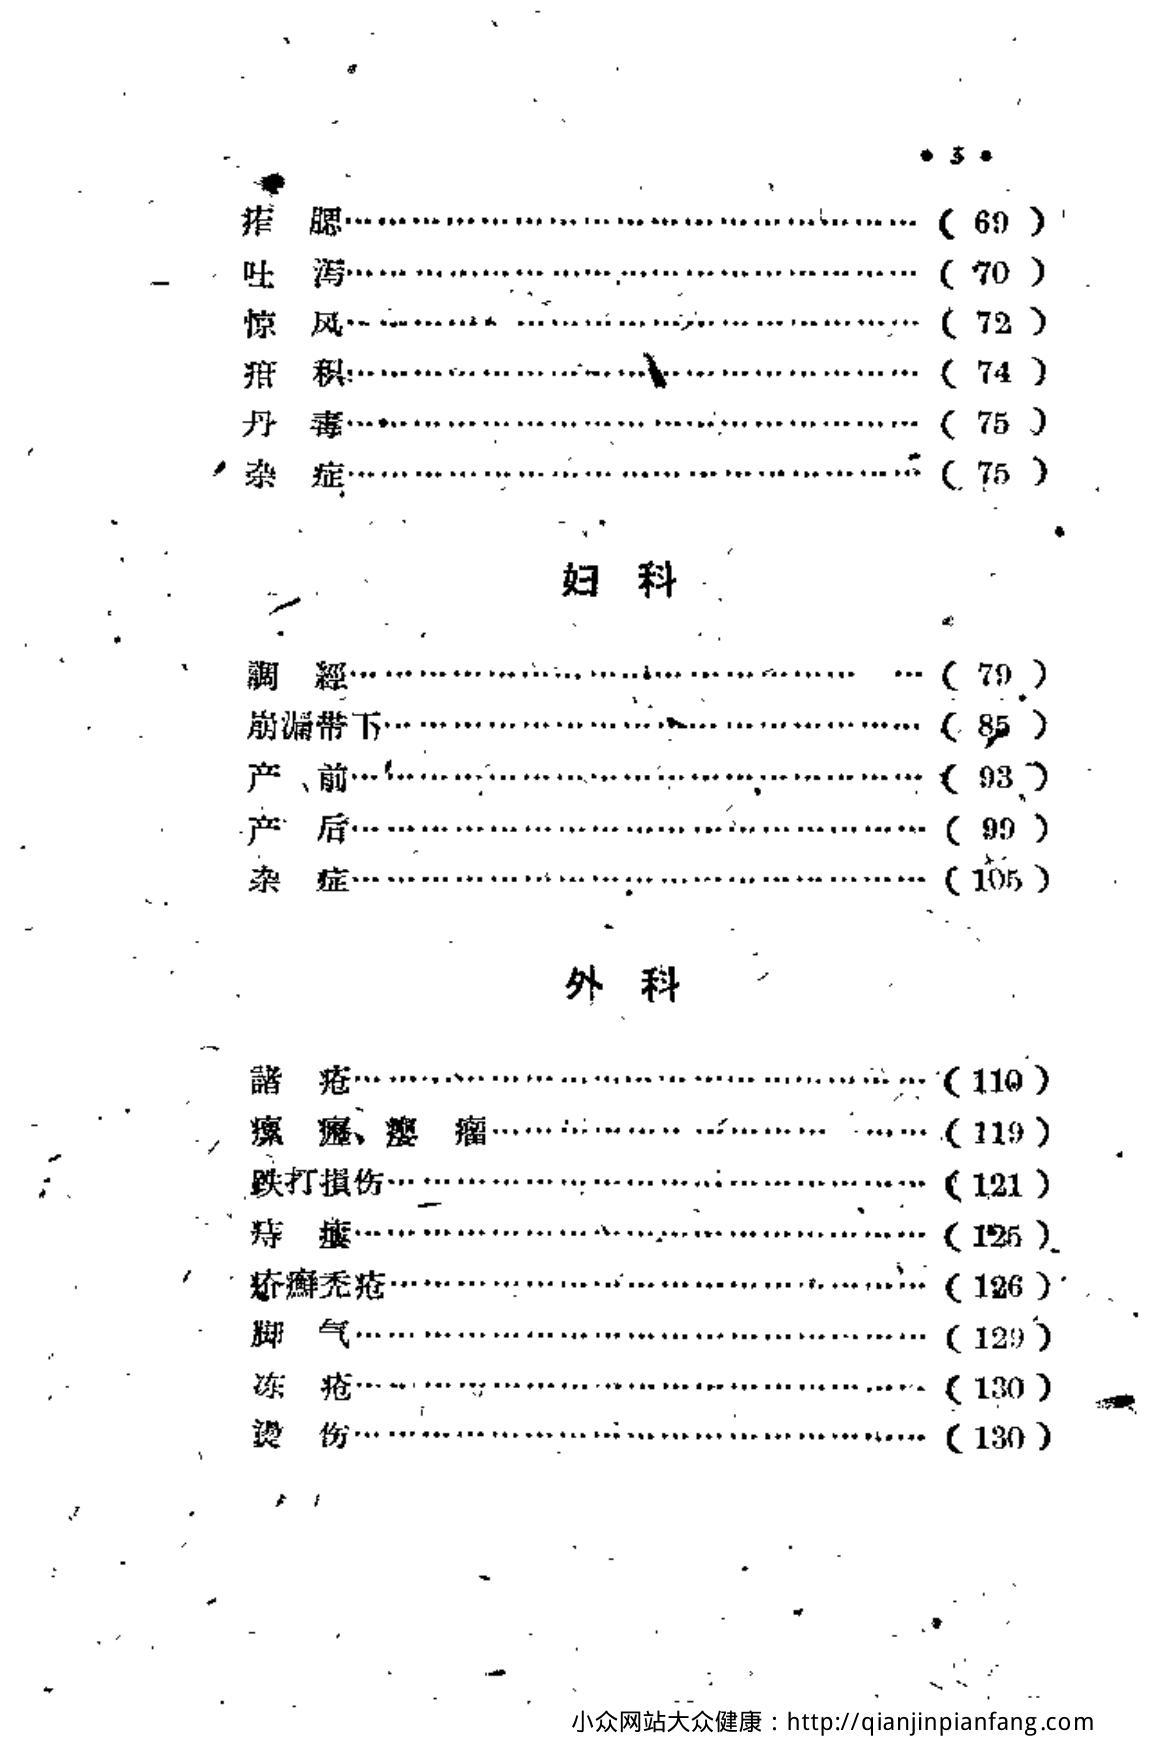 • 3 •
痄　腮……………………………………( 69 )
吐　泻……………………………………( 70 )
惊　风……………………………………( 72 )
疳　积……………………………………( 74 )
丹　毒……………………………………( 75 )
杂　症……………………………………( 75 )
妇　科
調　經……………………………………( 79 )
崩漏带下…………………………………( 85 )
产　前……………………………………( 93 )
产　后……………………………………( 99 )
杂　症……………………………………( 105 )
外　科
諸　疮……………………………………( 110 )
瘰　癧、瘿　瘤…………………………( 119 )
跌打損伤…………………………………( 121 )
痔　瘻……………………………………( 125 )
疥癣禿疮…………………………………( 126 )
脚　气……………………………………( 129 )
冻　疮……………………………………( 130 )
烫　伤……………………………………( 130 )
小众网站大众健康：http://qianjinpianfang.com